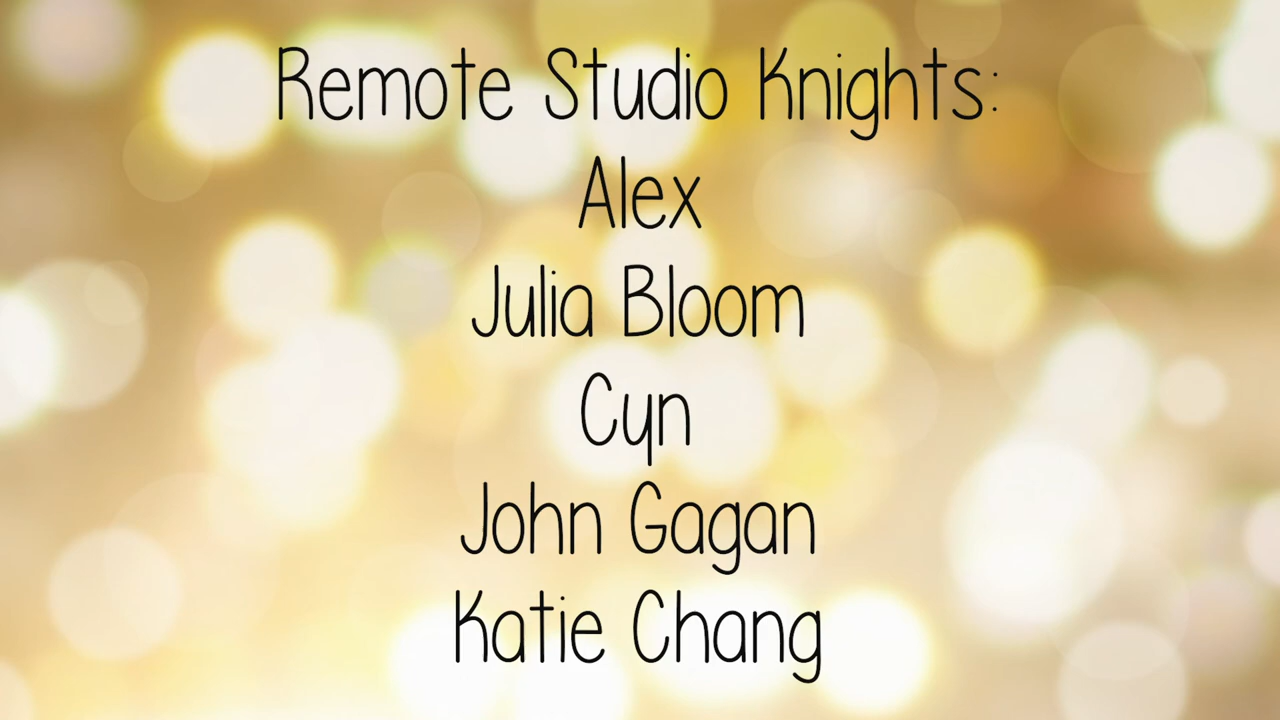 Remote Studio Knights:
Alex
Julia Bloom
Cyn
John Gagan
Katie Chang